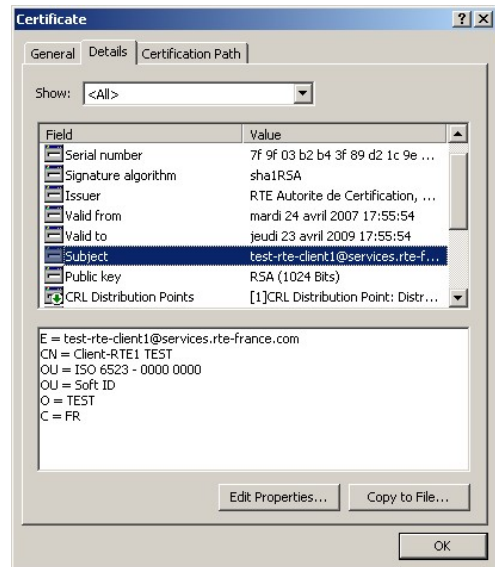 Certificate
General Details Certification Path
Show: <All>
Field Value
Serial number 7f 9f 03 b2 b4 3f 89 d2 1c 9e ...
Signature algorithm sha1RSA
Issuer RTE Autorite de Certification, ...
Valid from mardi 24 avril 2007 17:55:54
Valid to jeudi 23 avril 2009 17:55:54
Subject test-rte-client1@services.rte-f...
Public key RSA (1024 Bits)
CRL Distribution Points [1]CRL Distribution Point: Distr...
E = test-rte-client1@services.rte-france.com
CN = Client-RTE1 TEST
OU = ISO 6523 - 0000 0000
OU = Soft ID
O = TEST
C = FR
Edit Properties... Copy to File...
OK